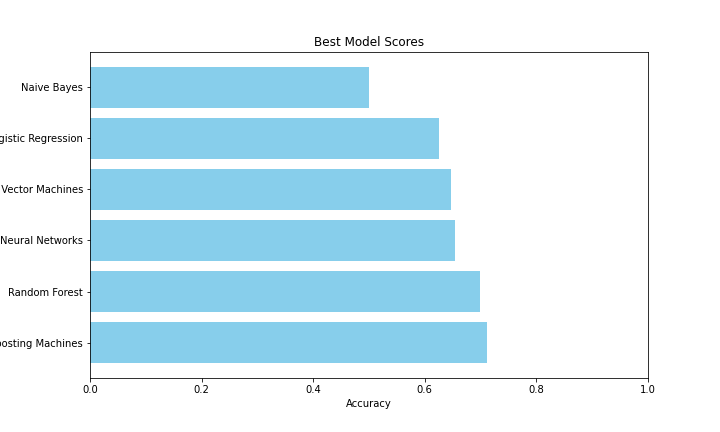 Best Model Scores
Naive Bayes
gistic Regression
Vector Machines
Neural Networks
Random Forest
osting Machines
0.0 0.2 0.4 0.6 0.8 1.0
Accuracy